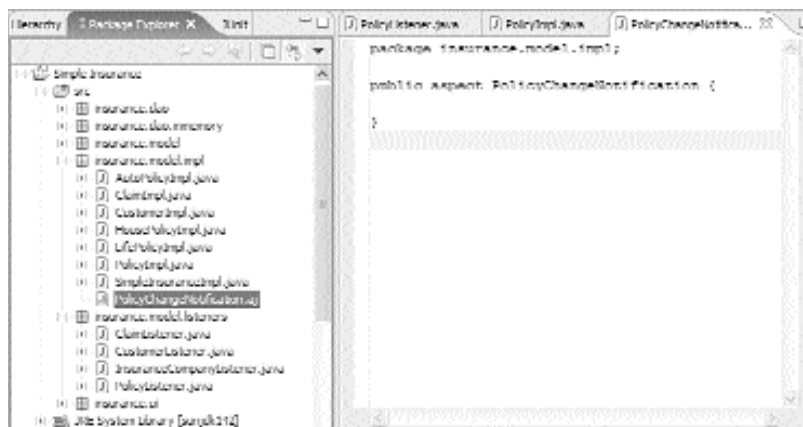 Hierarchy
Package Explorer
JUnit
Simple Insurance
src
insurance.dao
insurance.dao.inmemory
insurance.model
insurance.model.impl
AutoPolicyImpl.java
ClaimImpl.java
CustomerImpl.java
HousePolicyImpl.java
LifePolicyImpl.java
PolicyImpl.java
SimpleInsuranceImpl.java
PolicyChangeNotification.aj
insurance.model.listeners
ClaimListener.java
CustomerListener.java
InsuranceCompanyListener.java
PolicyListener.java
insurance.ui
JRE System Library [sunjdk142]
PolicyListener.java
PolicyImpl.java
PolicyChangeNotifica...
package insurance.model.impl;
public aspect PolicyChangeNotification {
}